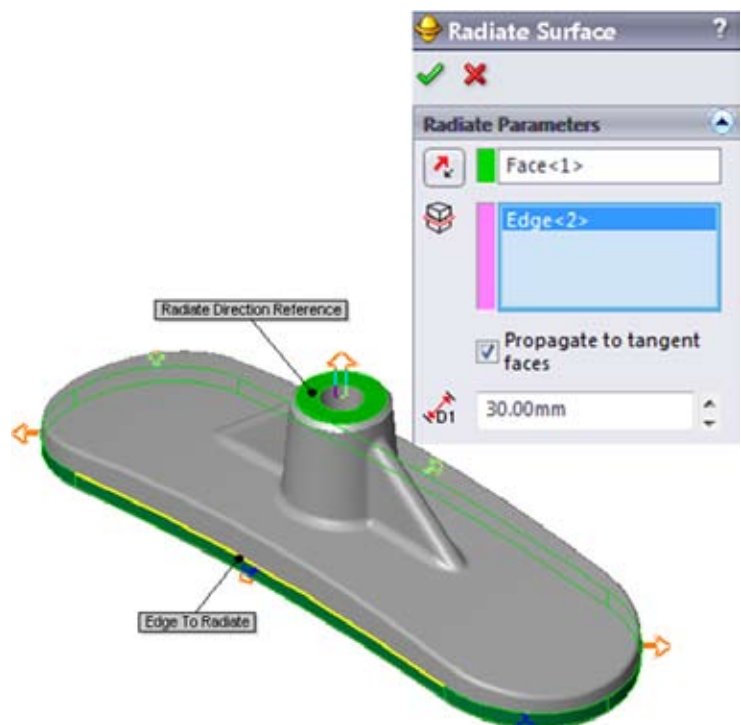 Radiate Surface ?
Radiate Parameters
Face<1>
Edge<2>
Propagate to tangent
faces
D1
30.00mm
Radiate Direction Reference
Edge To Radiate